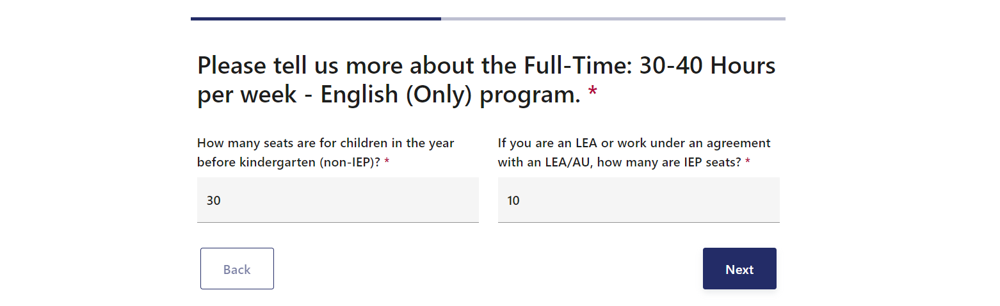 Please tell us more about the Full-Time: 30-40 Hours
per week - English (Only) program. *
How many seats are for children in the year
before kindergarten (non-IEP)? *
30
If you are an LEA or work under an agreement
with an LEA/AU, how many are IEP seats? *
10
Back
Next